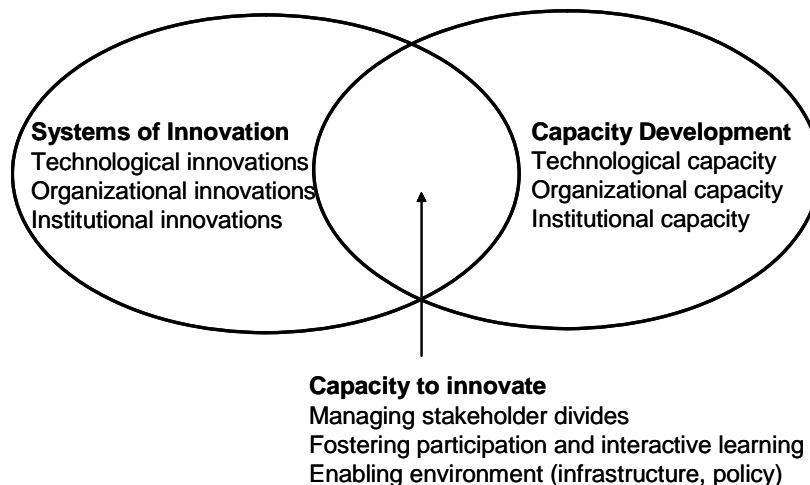 Systems of Innovation
Technological innovations
Organizational innovations
Institutional innovations
Capacity Development
Technological capacity
Organizational capacity
Institutional capacity
Capacity to innovate
Managing stakeholder divides
Fostering participation and interactive learning
Enabling environment (infrastructure, policy)